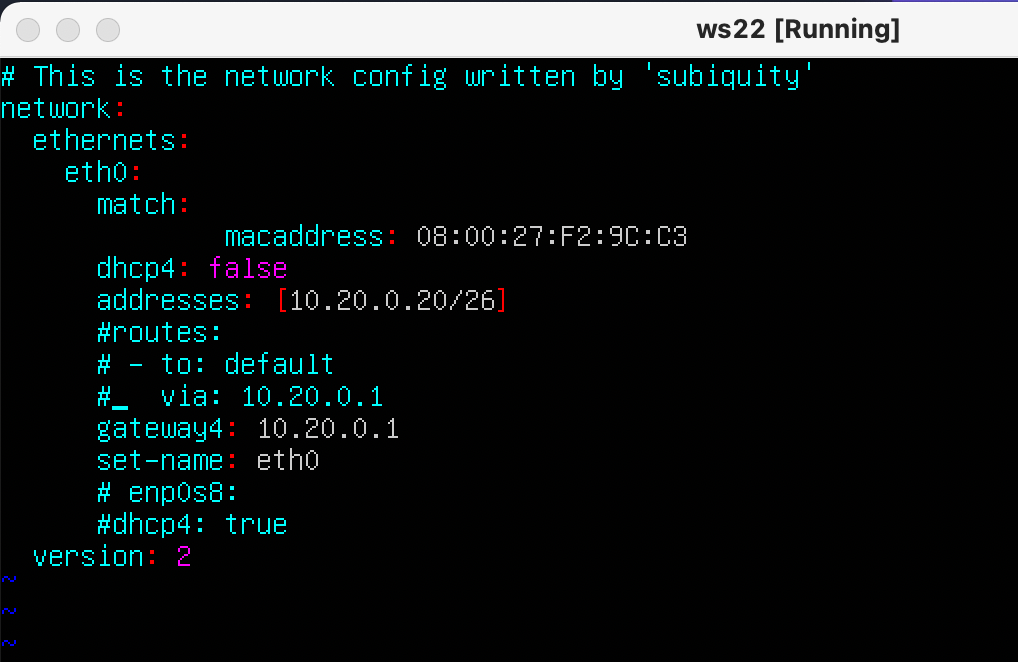 ws22 [Running]
# This is the network config written by 'subiquity'
network:
  ethernets:
    eth0:
      match:
              macaddress: 08:00:27:F2:9C:C3
      dhcp4: false
      addresses: [10.20.0.20/26]
      #routes:
      # - to: default
      #_  via: 10.20.0.1
      gateway4: 10.20.0.1
      set-name: eth0
      # enp0s8:
      #dhcp4: true
  version: 2
~
~
~